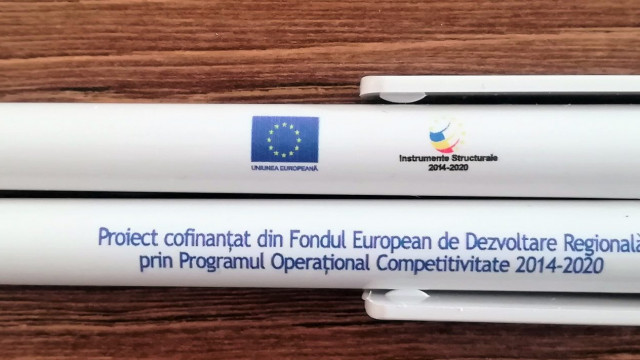 UNIUNEA EUROPEANĂ
Instrumente Structurale
2014-2020
Proiect cofinanțat din Fondul European de Dezvoltare Regională
prin Programul Operațional Competitivitate 2014-2020